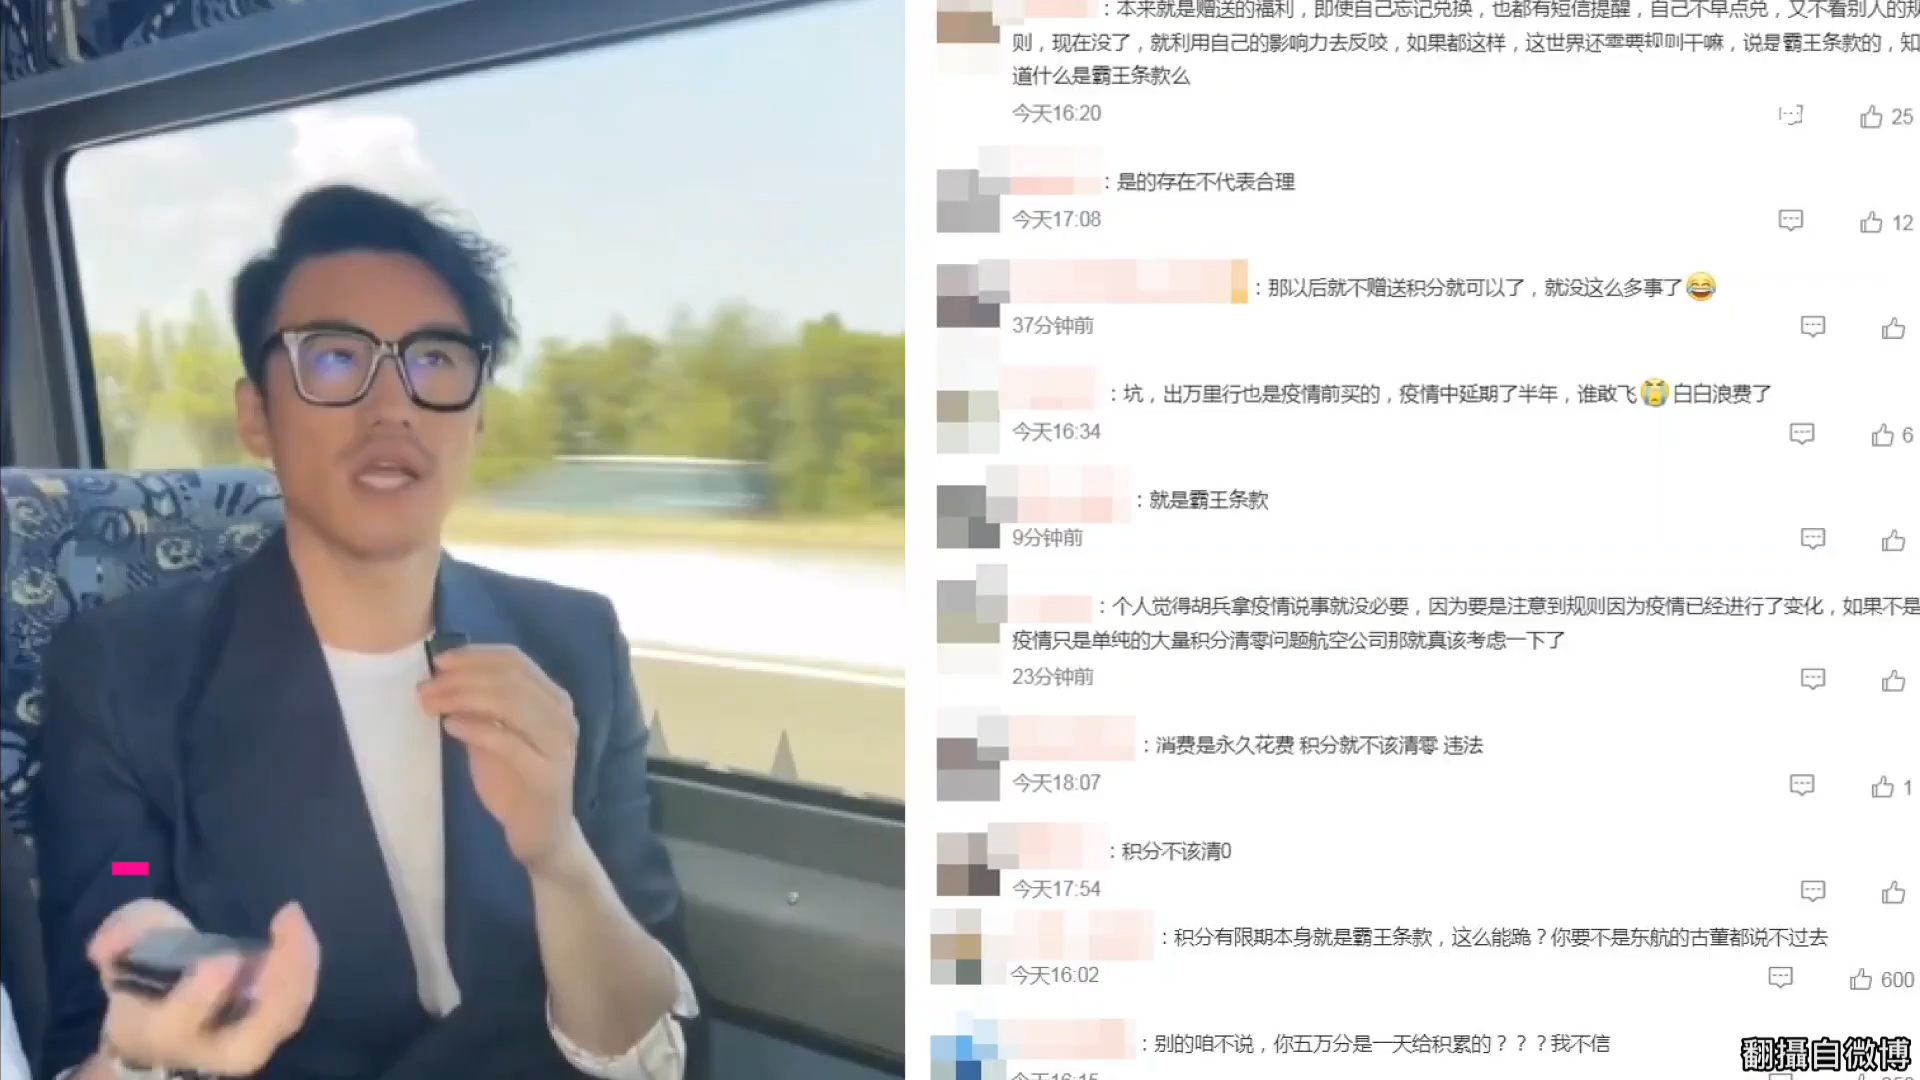 ：本来就是赠送的福利，即使自己忘记兑换，也都有短信提醒，自己不早点兑，又不看别人的规
则，现在没了，就利用自己的影响力去反咬，如果都这样，这世界还需要规则干嘛，说是霸王条款的，知
道什么是霸王条款么
今天16:20
25
：是的存在不代表合理
今天17:08
12
：那以后就不赠送积分就可以了，就没这么多事了😂
37分钟前
：坑，出万里行也是疫情前买的，疫情中延期了半年，谁敢飞😭白白浪费了
今天16:34
6
：就是霸王条款
9分钟前
：个人觉得胡兵拿疫情说事就没必要，因为要是注意到规则因为疫情已经进行了变化，如果不是
疫情只是单纯的大量积分清零问题航空公司那就真该考虑一下了
23分钟前
：消费是永久花费 积分就不该清零 违法
今天18:07
1
：积分不该清0
今天17:54
：积分有限期本身就是霸王条款，这么能跪？你要不是东航的古董都说不过去
今天16:02
600
：别的咱不说，你五万分是一天给积累的？？？我不信
今天16:15
翻攝自微博